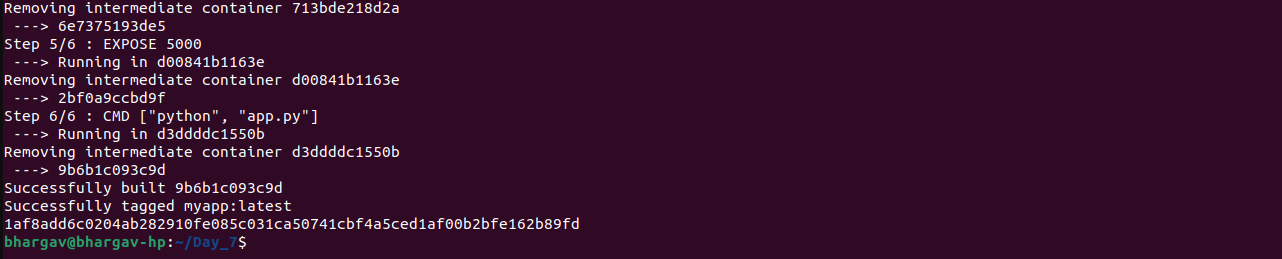 Removing intermediate container 713bde218d2a
 ---> 6e7375193de5
Step 5/6 : EXPOSE 5000
 ---> Running in d00841b1163e
Removing intermediate container d00841b1163e
 ---> 2bf0a9ccbd9f
Step 6/6 : CMD ["python", "app.py"]
 ---> Running in d3ddddc1550b
Removing intermediate container d3ddddc1550b
 ---> 9b6b1c093c9d
Successfully built 9b6b1c093c9d
Successfully tagged myapp:latest
1af8add6c0204ab282910fe085c031ca50741cbf4a5ced1af00b2bfe162b89fd
bhargav@bhargav-hp:~/Day_7$